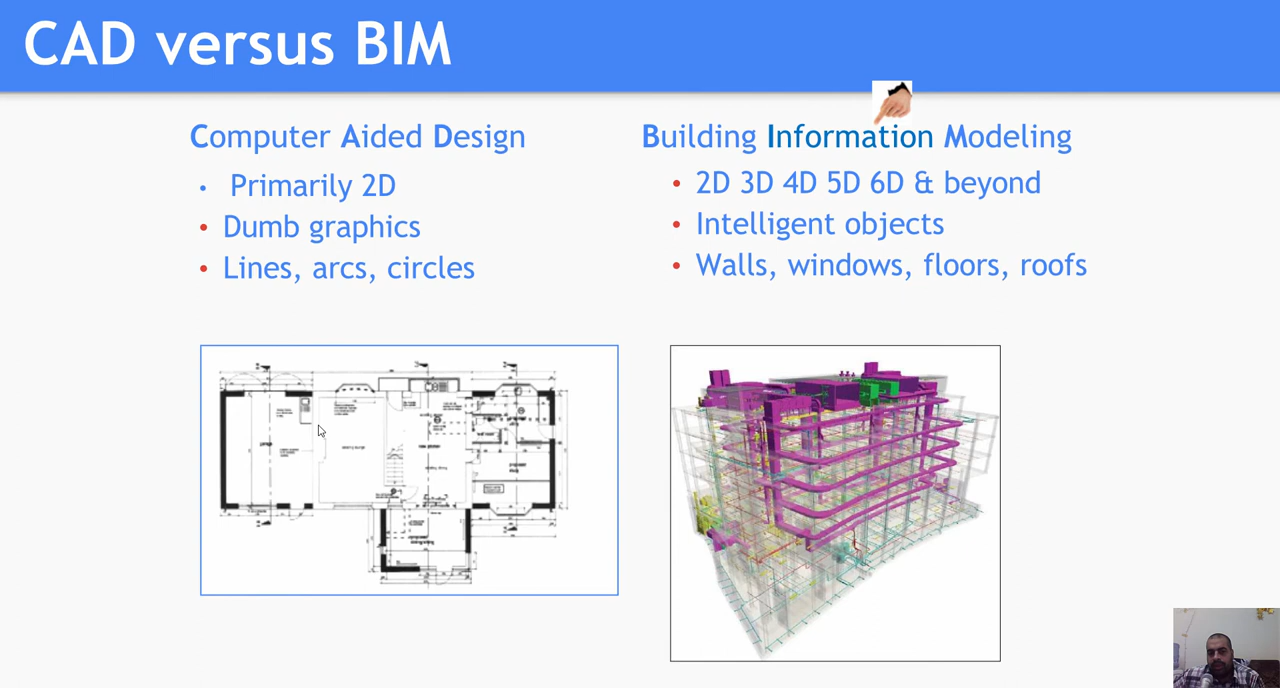 CAD versus BIM
Computer Aided Design
• Primarily 2D
• Dumb graphics
• Lines, arcs, circles
Building Information Modeling
• 2D 3D 4D 5D 6D & beyond
• Intelligent objects
• Walls, windows, floors, roofs